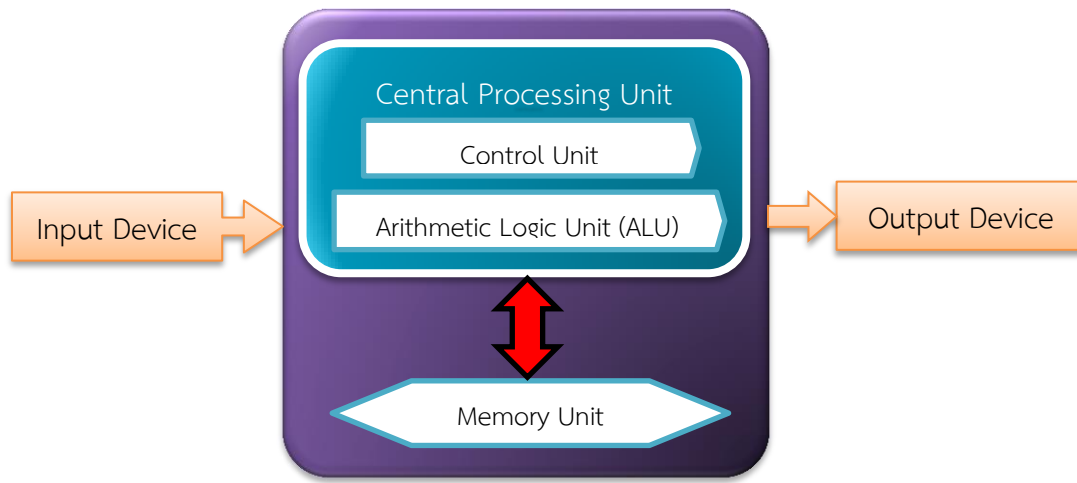 Central Processing Unit
Control Unit
Input Device
Arithmetic Logic Unit (ALU)
Output Device
Memory Unit